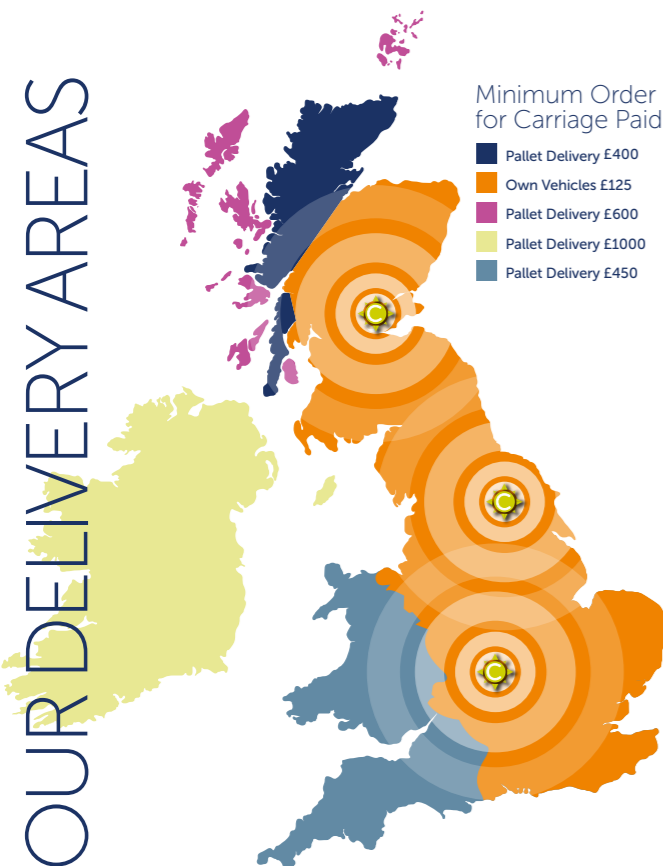 OUR DELIVERY AREAS
Minimum Order
for Carriage Paid
Pallet Delivery £400
Own Vehicles £125
Pallet Delivery £600
Pallet Delivery £1000
Pallet Delivery £450
C
C
C